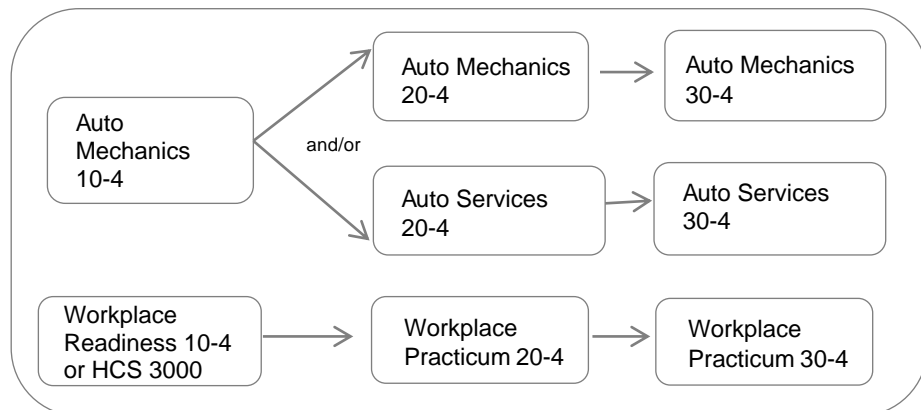 Auto
Mechanics
10-4
and/or
Auto Mechanics
20-4
Auto Mechanics
30-4
Auto Services
20-4
Auto Services
30-4
Workplace
Readiness 10-4
or HCS 3000
Workplace
Practicum 20-4
Workplace
Practicum 30-4